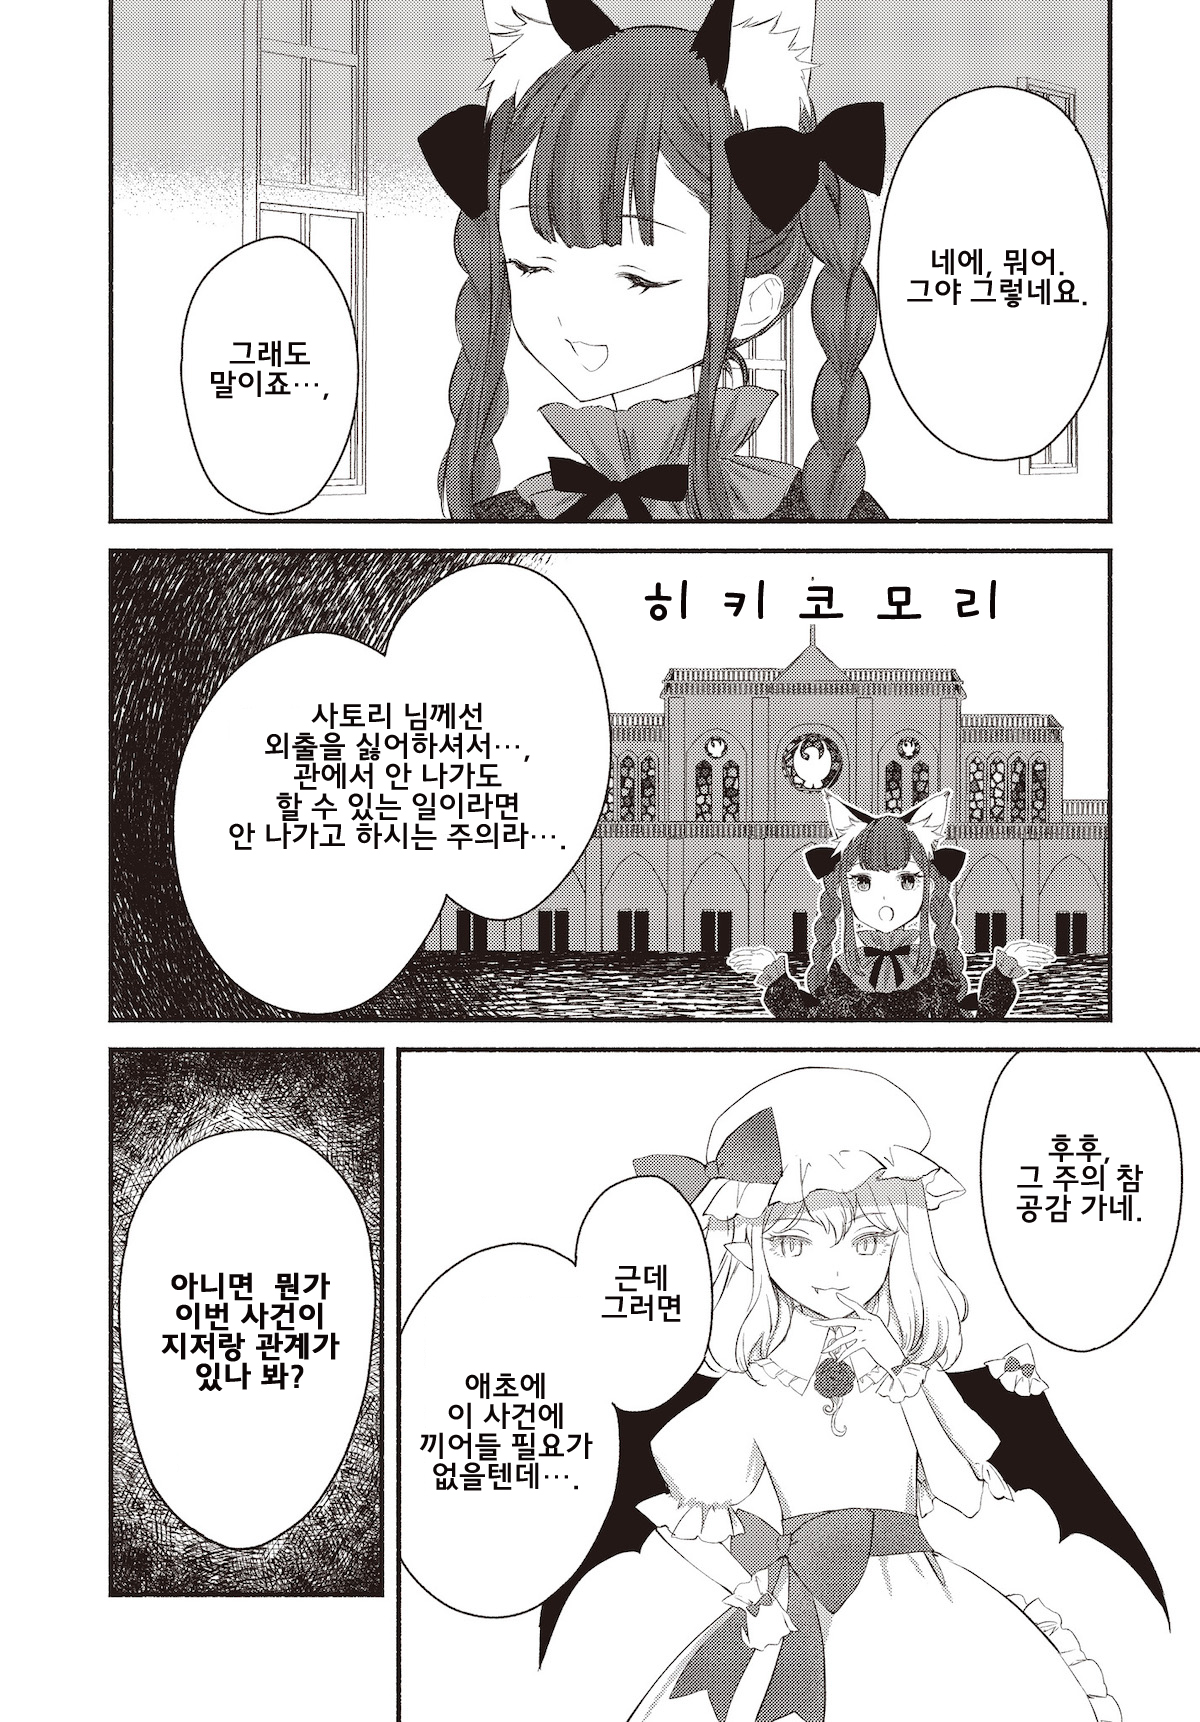 네에, 뭐어.
그야 그렇네요.
그래도
말이죠…,
히키코모리
사토리 님께선
외출을 싫어하셔서…,
관에서 안 나가도
할 수 있는 일이라면
안 나가고 하시는 주의라….
후후,
그 주의 참
공감 가네.
근데
그러면
애초에
이 사건에
끼어들 필요가
없을텐데….
아니면 뭔가
이번 사건이
지저랑 관계가
있나 봐?